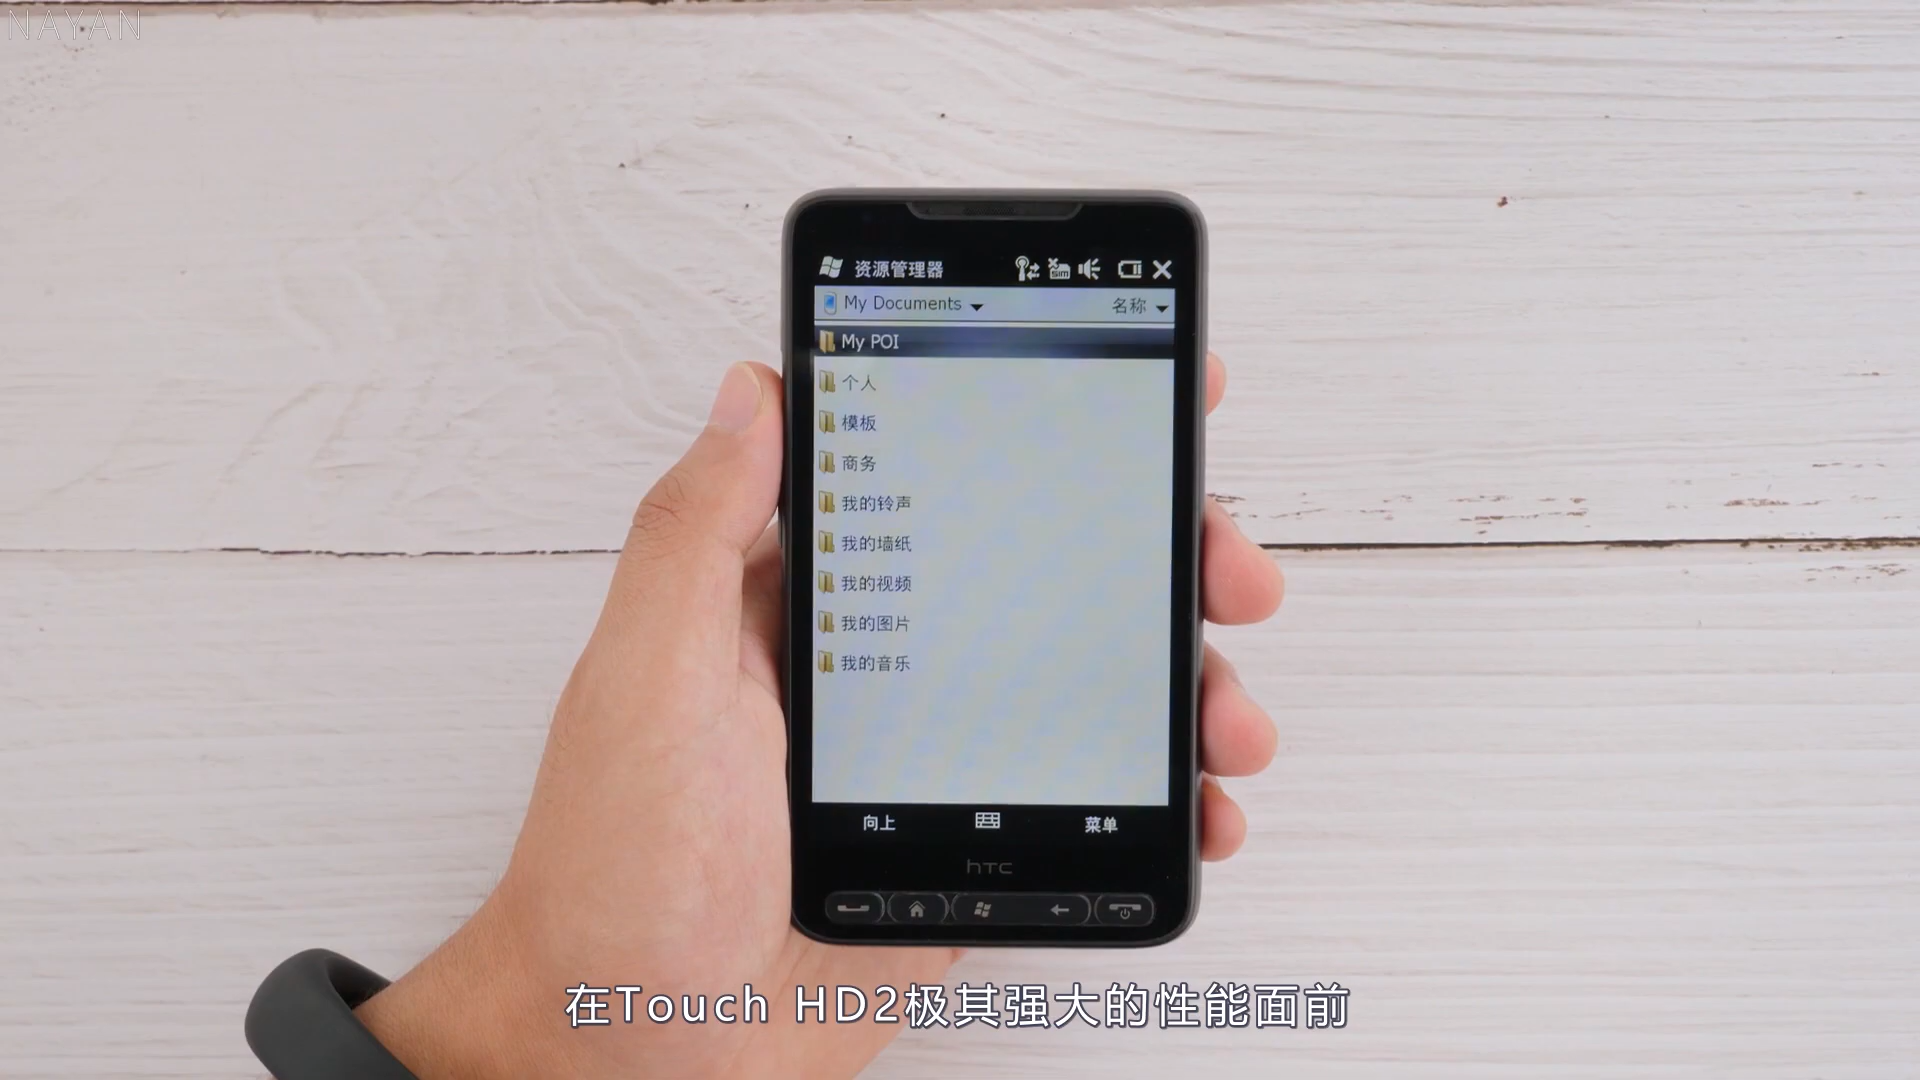 NAYAN
资源管理器
My Documents 名称
My POI
个人
模板
商务
我的铃声
我的墙纸
我的视频
我的图片
我的音乐
向上 菜单
hTC
在Touch HD2极其强大的性能面前